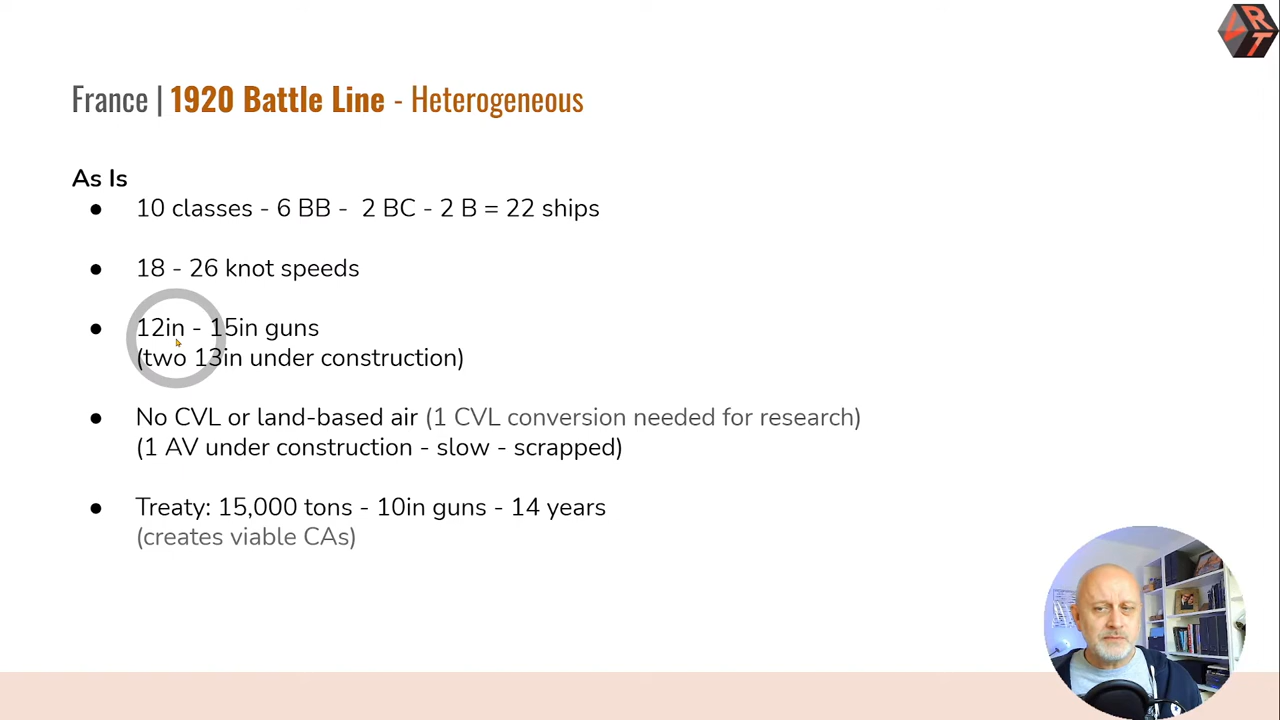 France | 1920 Battle Line - Heterogeneous
As Is
● 10 classes - 6 BB - 2 BC - 2 B = 22 ships
● 18 - 26 knot speeds
● 12in - 15in guns
(two 13in under construction)
● No CVL or land-based air (1 CVL conversion needed for research)
(1 AV under construction - slow - scrapped)
● Treaty: 15,000 tons - 10in guns - 14 years
(creates viable CAs)